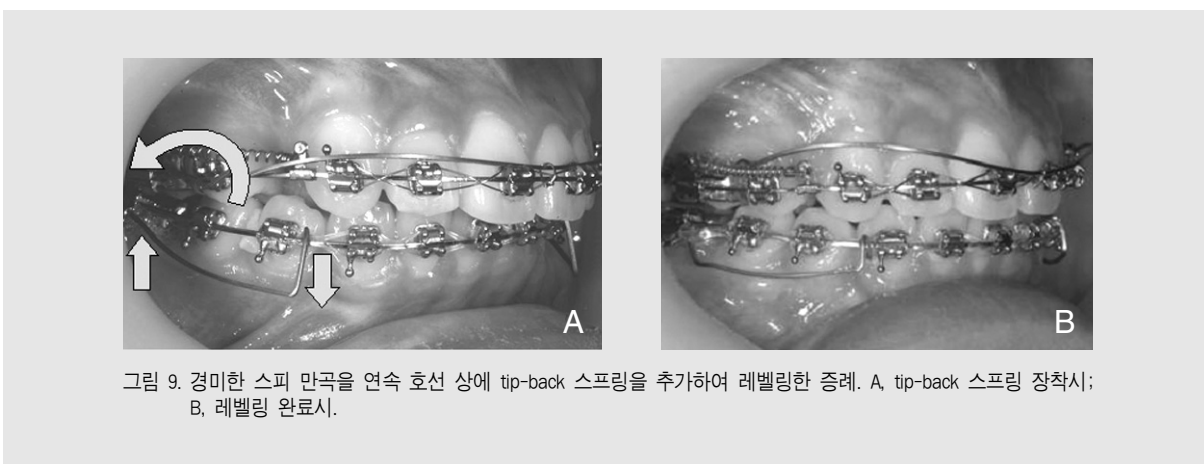 A
B
그림 9. 경미한 스피 만곡을 연속 호선 상에 tip-back 스프링을 추가하여 레벨링한 증례. A, tip-back 스프링 장착시;
B, 레벨링 완료시.